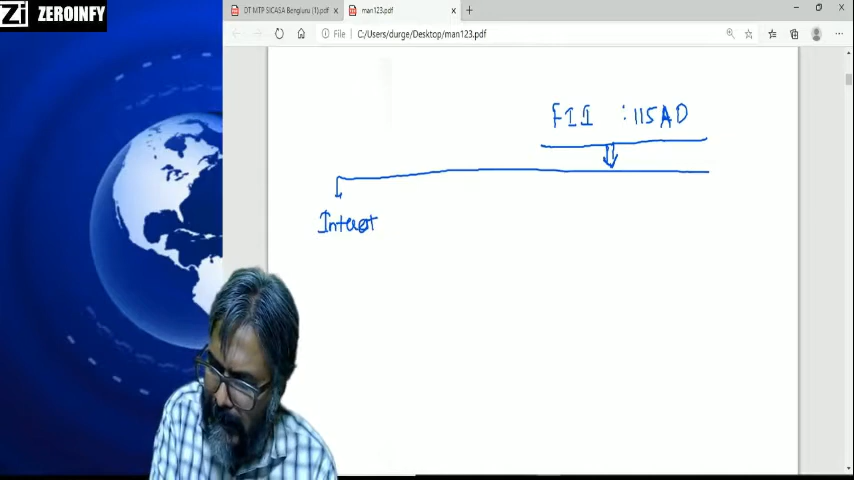 Zi ZEROINFY
DT MTP SICASA Bengluru (1).pdf
man123.pdf
File C:/Users/durge/Desktop/man123.pdf
FII : 115AD
Interest